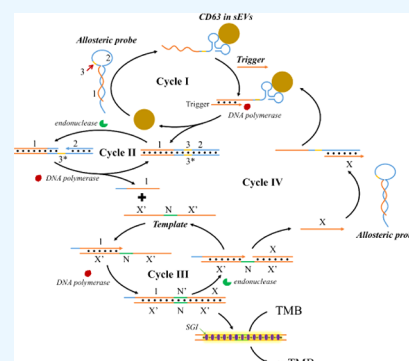 CD63 in sEVs
Allosteric probe
2
3
1
Cycle I
Trigger
Trigger
DNA polymerase
endonuclease
1
2
3*
Cycle II
1
3
2
3*
DNA polymerase
1
+
X'
N
X'
Template
Cycle IV
X
X
Allosteric prob
1
X'
N
X'
DNA polymerase
Cycle III
X
X'
N
X'
endonuclease
1
N'
X
X'
N
X'
SGI
TMB